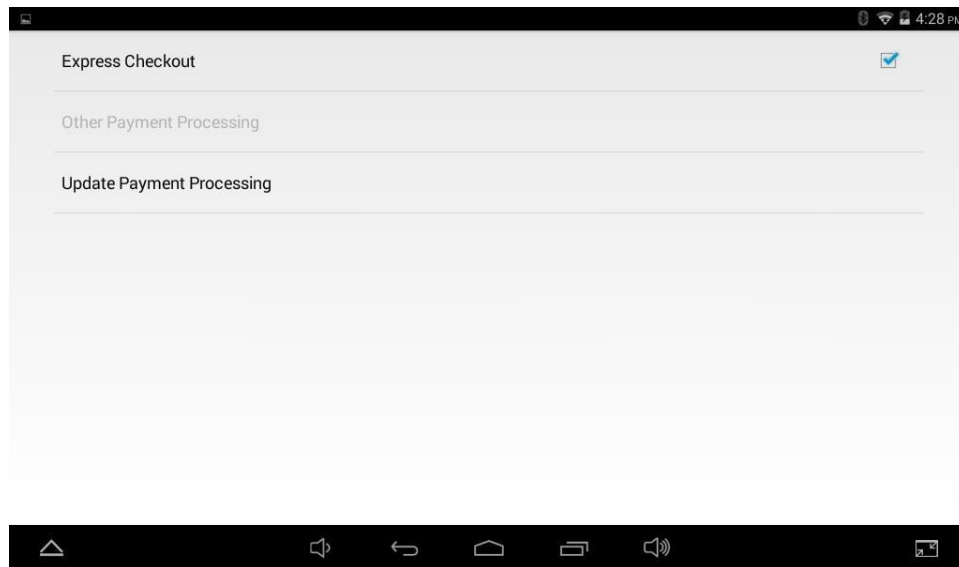 4:28 PM
Express Checkout
Other Payment Processing
Update Payment Processing